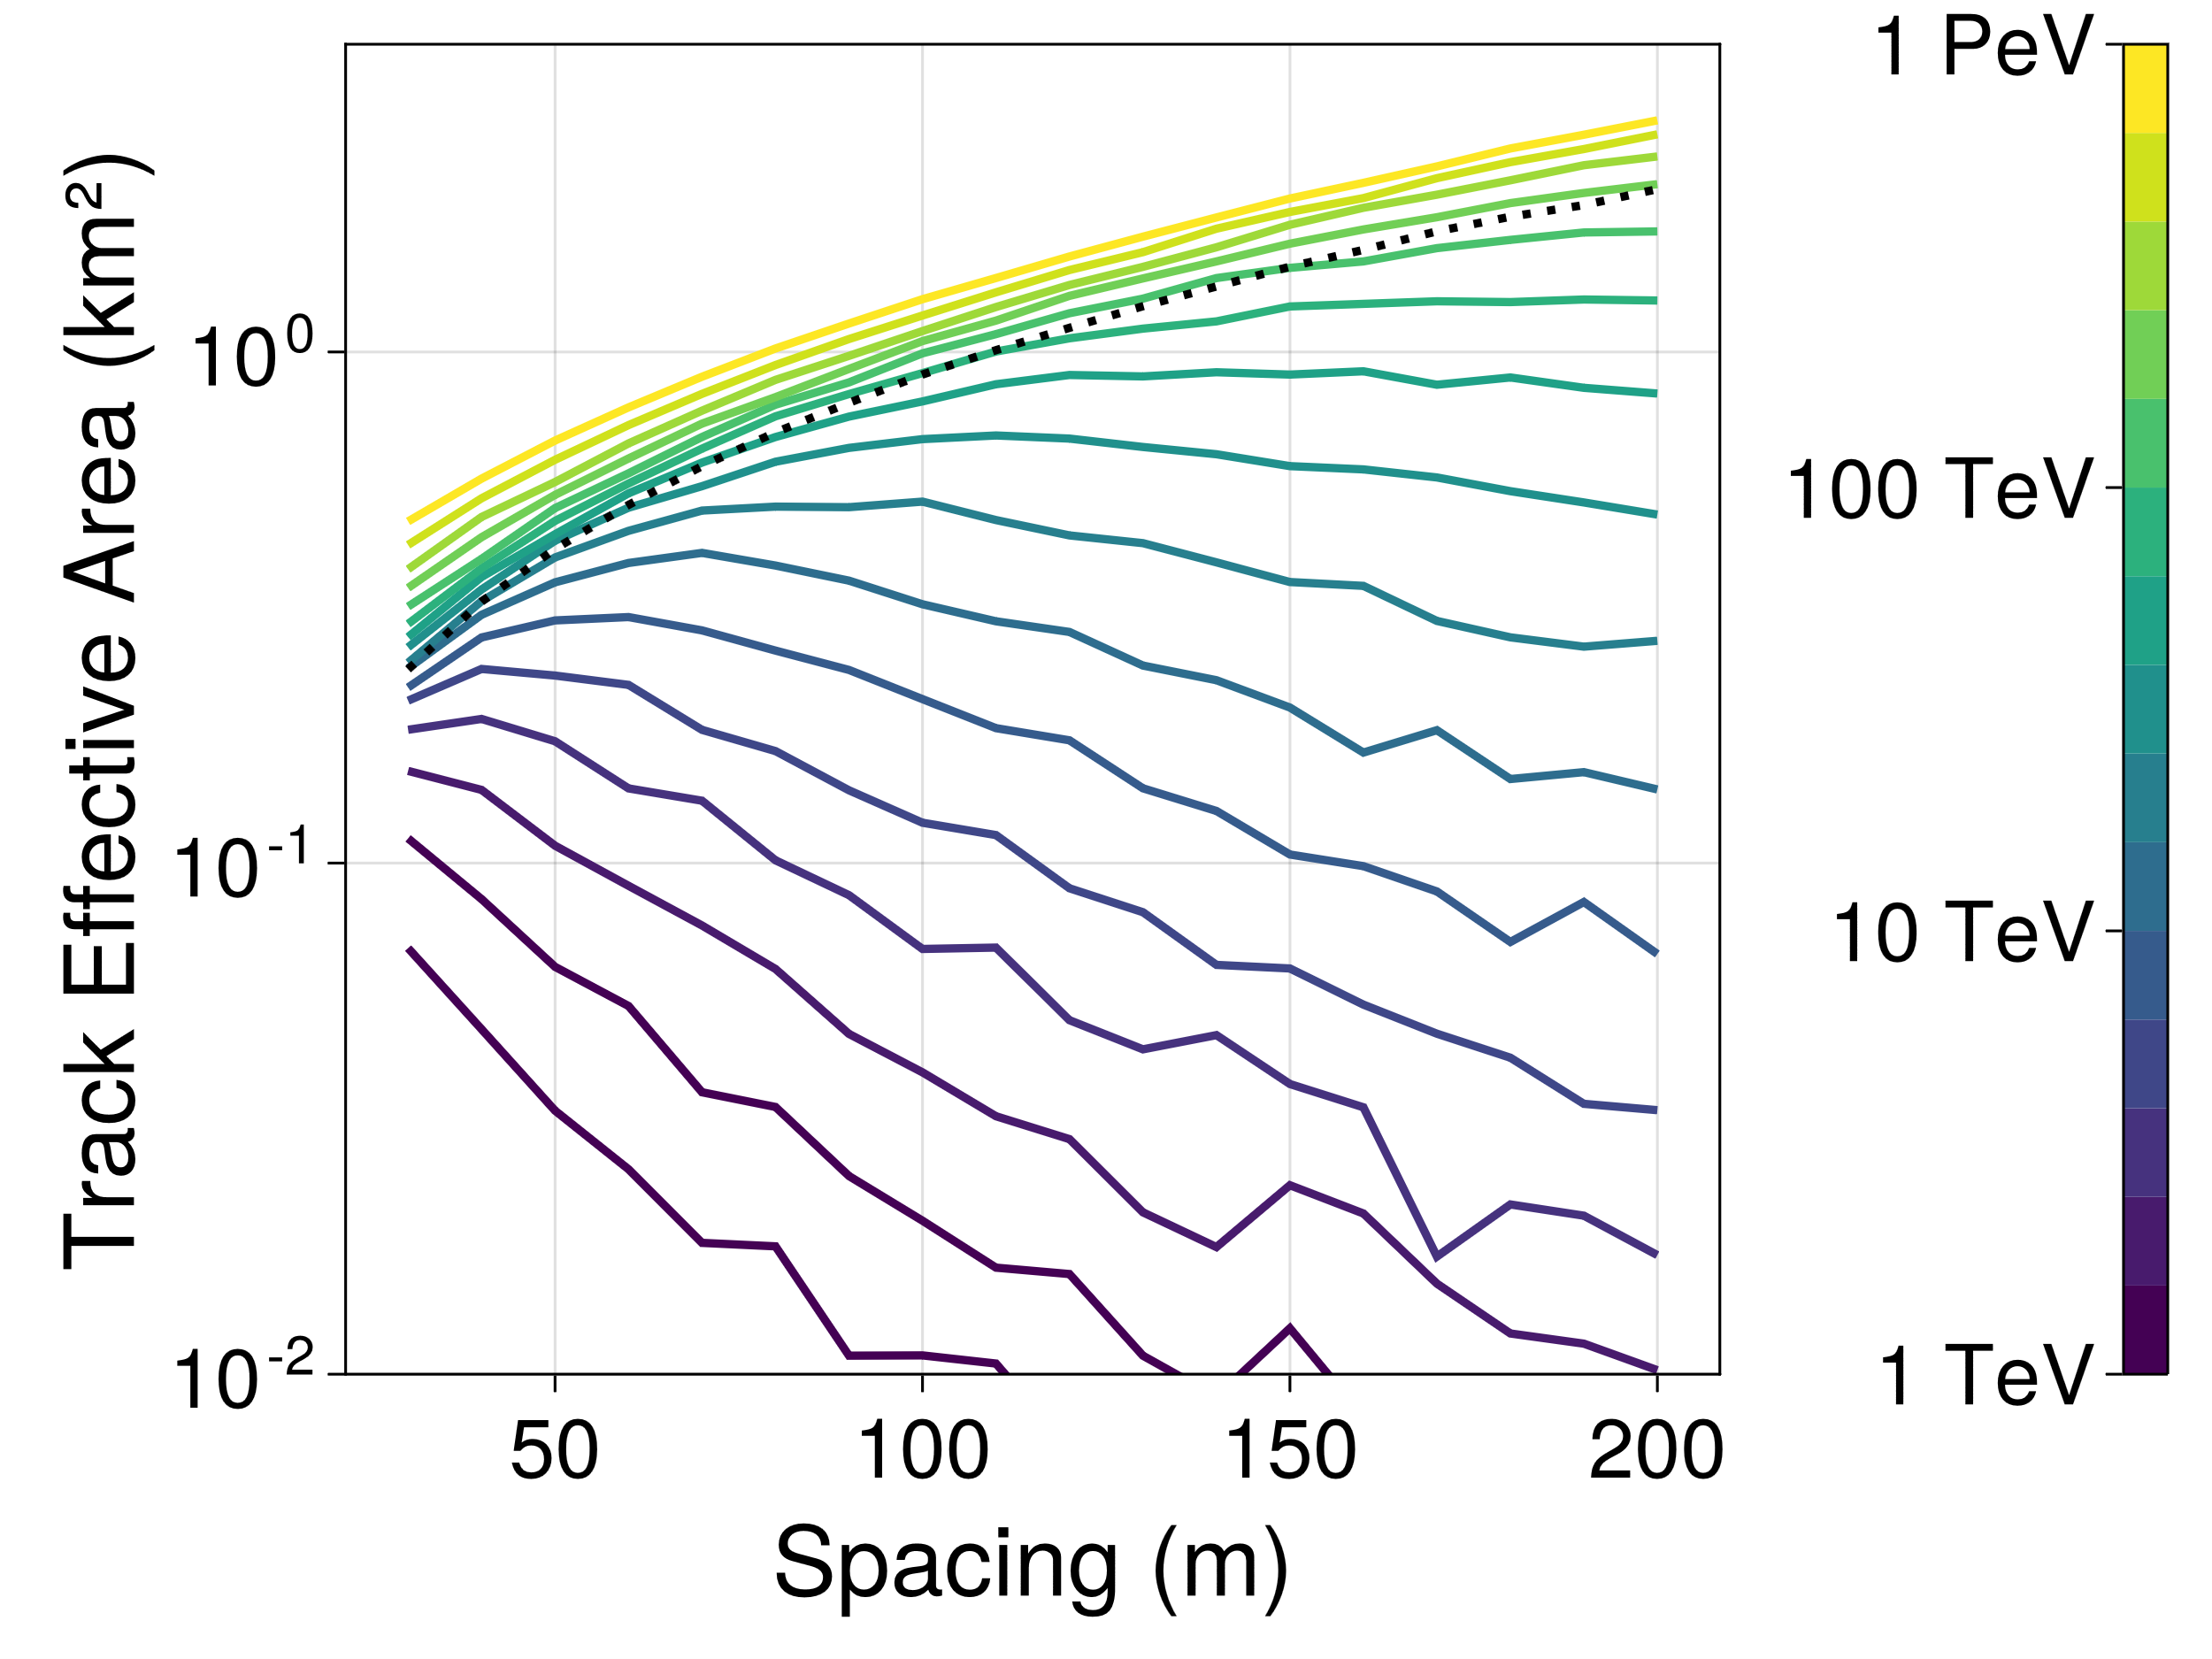 Track Effective Area (km²)
10⁰
10⁻¹
10⁻²
50 100 150 200
Spacing (m)
1 PeV
100 TeV
10 TeV
1 TeV